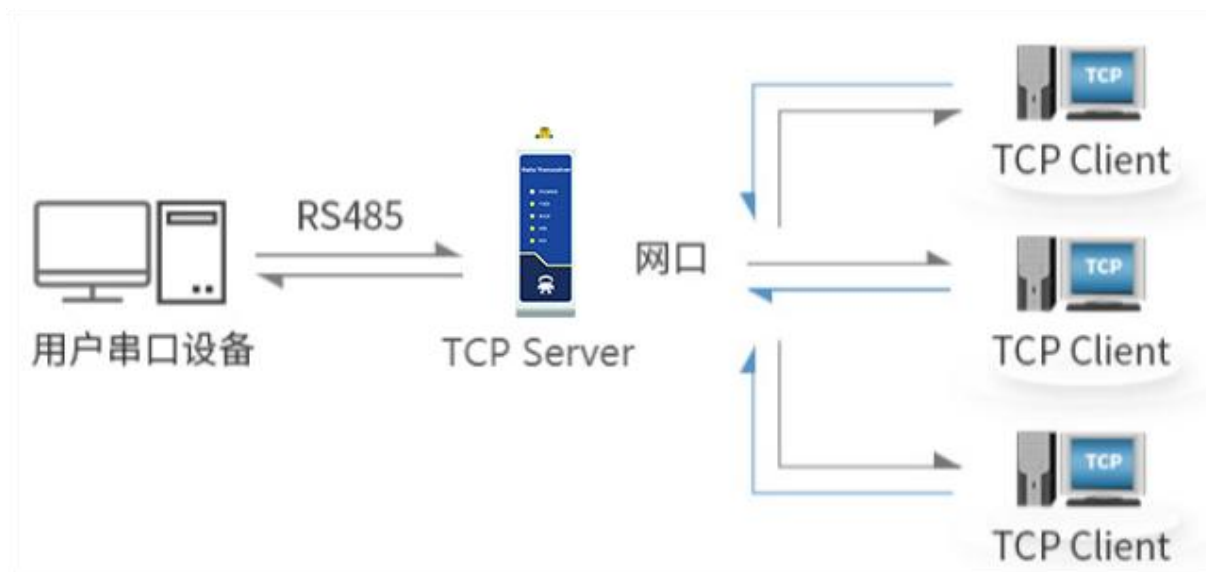 RS485
用户串口设备
TCP Server
网口
TCP
TCP Client
TCP
TCP Client
TCP
TCP Client